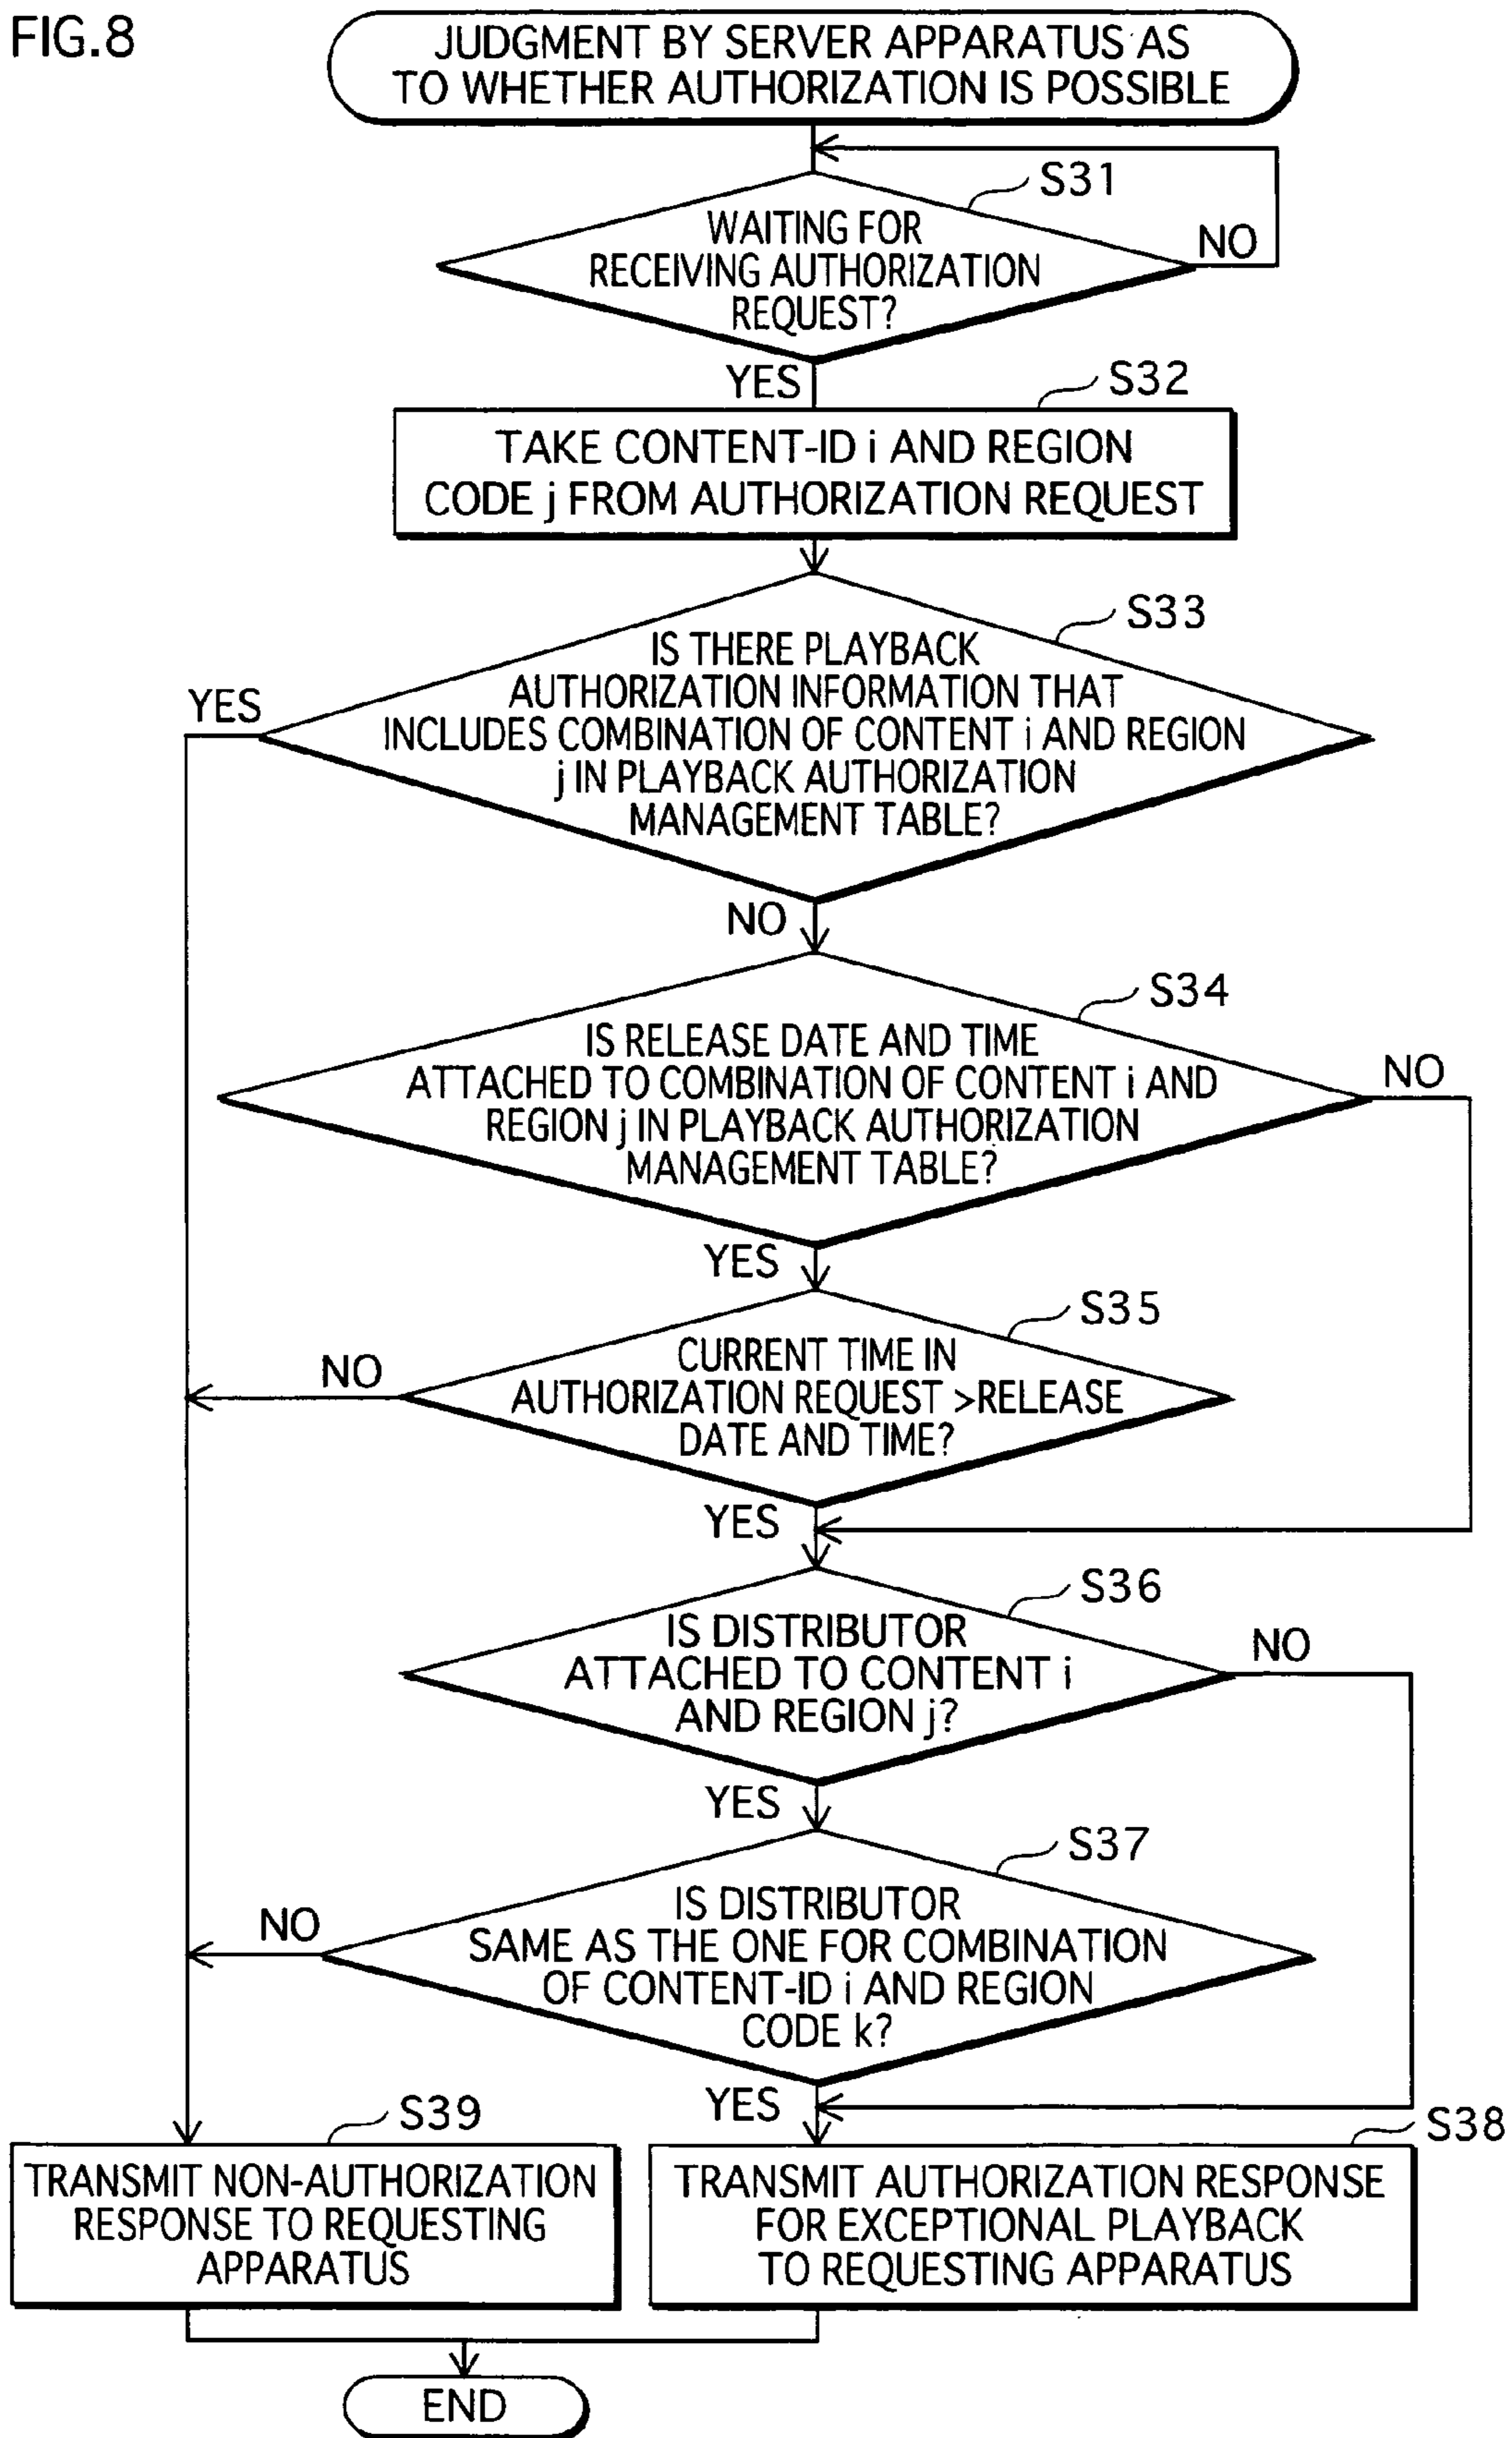 FIG.8
JUDGMENT BY SERVER APPARATUS AS
TO WHETHER AUTHORIZATION IS POSSIBLE
S31
WAITING FOR
RECEIVING AUTHORIZATION
REQUEST?
NO
YES
S32
TAKE CONTENT-ID i AND REGION
CODE j FROM AUTHORIZATION REQUEST
S33
IS THERE PLAYBACK
AUTHORIZATION INFORMATION THAT
INCLUDES COMBINATION OF CONTENT i AND REGION
j IN PLAYBACK AUTHORIZATION
MANAGEMENT TABLE?
YES
NO
S34
IS RELEASE DATE AND TIME
ATTACHED TO COMBINATION OF CONTENT i AND
REGION j IN PLAYBACK AUTHORIZATION
MANAGEMENT TABLE?
NO
YES
S35
CURRENT TIME IN
AUTHORIZATION REQUEST >RELEASE
DATE AND TIME?
NO
YES
S36
IS DISTRIBUTOR
ATTACHED TO CONTENT i
AND REGION j?
NO
YES
S37
IS DISTRIBUTOR
SAME AS THE ONE FOR COMBINATION
OF CONTENT-ID i AND REGION
CODE k?
NO
YES
S39
TRANSMIT NON-AUTHORIZATION
RESPONSE TO REQUESTING
APPARATUS
S38
TRANSMIT AUTHORIZATION RESPONSE
FOR EXCEPTIONAL PLAYBACK
TO REQUESTING APPARATUS
END